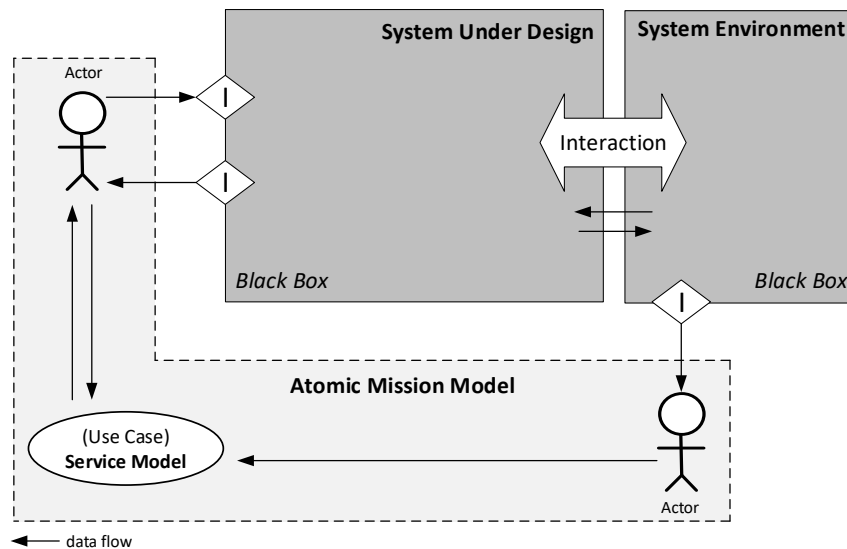 System Under Design
System Environment
Actor
I
I
Interaction
Black Box
Black Box
I
Atomic Mission Model
(Use Case)
Service Model
Actor
data flow